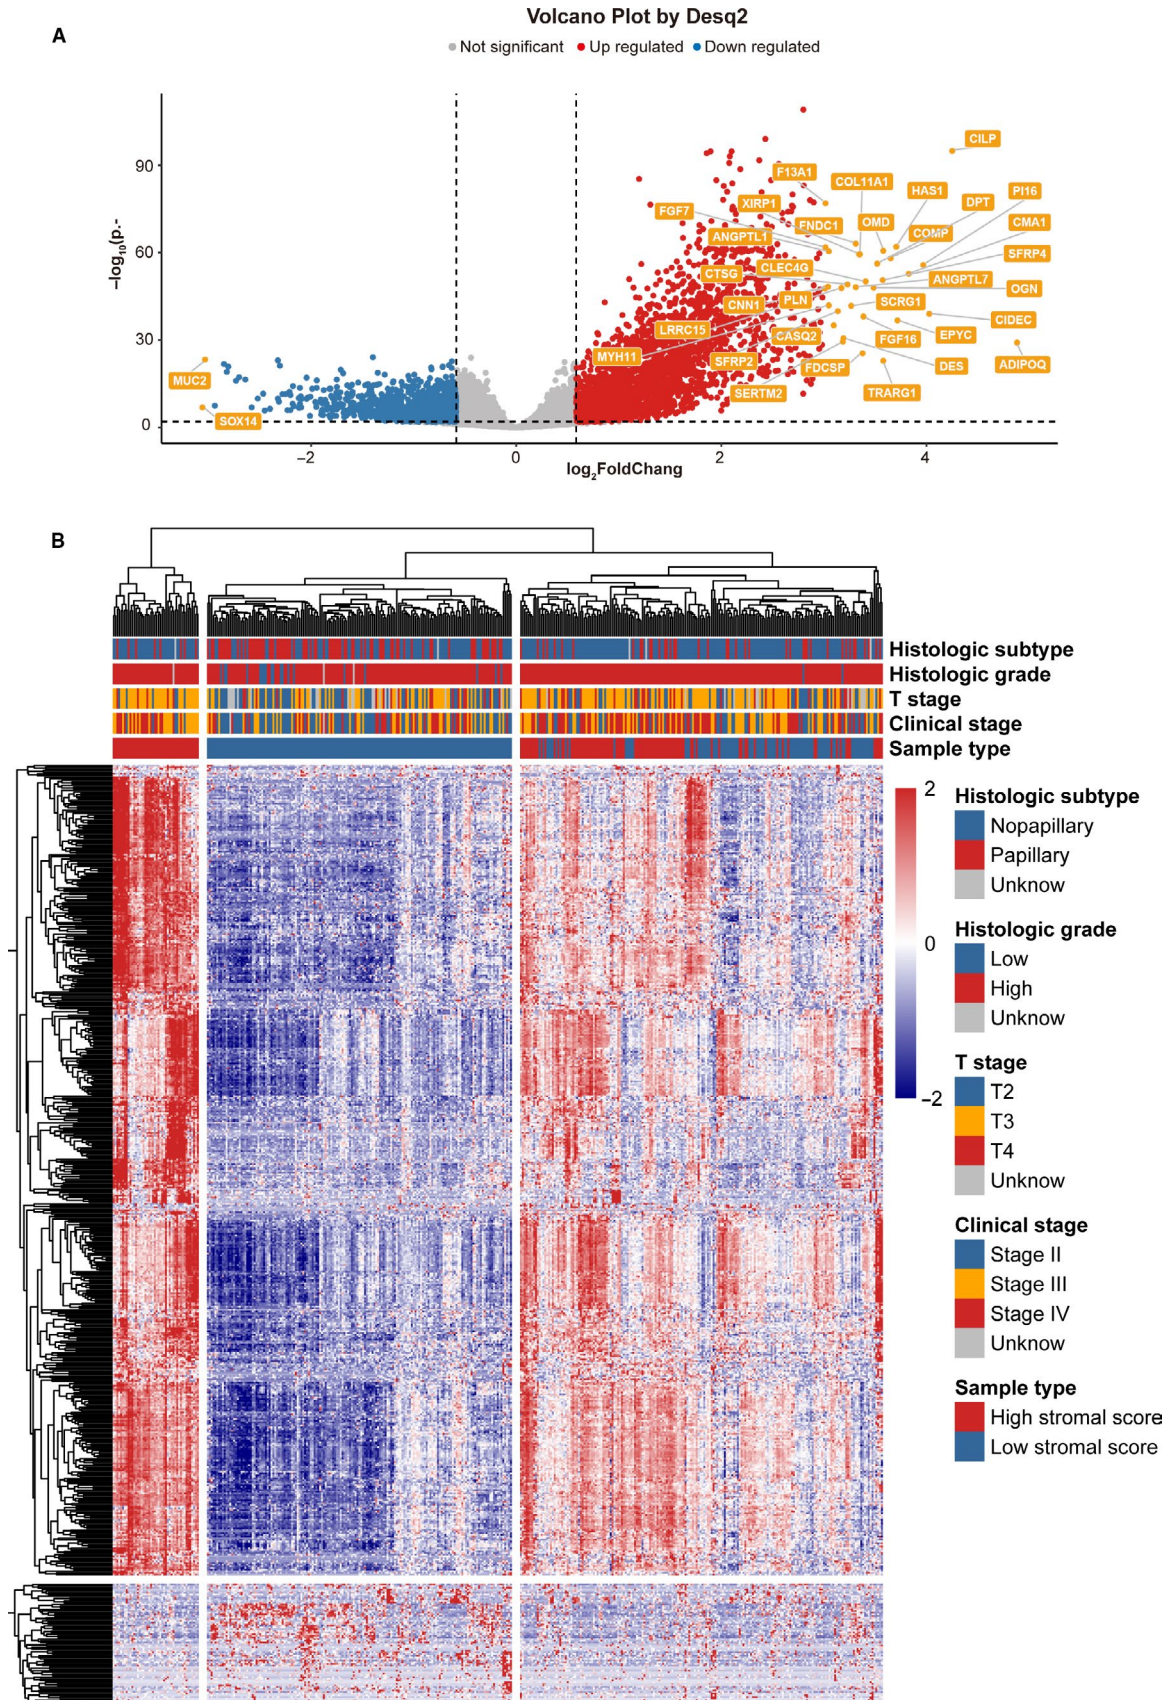 A
Volcano Plot by Desq2
Not significant Up regulated Down regulated
−log10(p.-
90
60
30
0
−2 0 2 4
log2FoldChang
CILP
F13A1
COL11A1
HAS1
PI16
XIRP1
DPT
FGF7
FNDC1
OMD
CMA1
COMP
ANGPTL1
SFRP4
CTSG
CLEC4G
ANGPTL7
OGN
CNN1
PLN
SCRG1
CIDEC
LRRC15
CASQ2
FGF16
EPYC
MYH11
SFRP2
FDCSP
DES
ADIPOQ
SERTM2
TRARG1
MUC2
SOX14
B
Histologic subtype
Histologic grade
T stage
Clinical stage
Sample type
2
0
−2
Histologic subtype
Nopapillary
Papillary
Unknow
Histologic grade
Low
High
Unknow
T stage
T2
T3
T4
Unknow
Clinical stage
Stage II
Stage III
Stage IV
Unknow
Sample type
High stromal score
Low stromal score